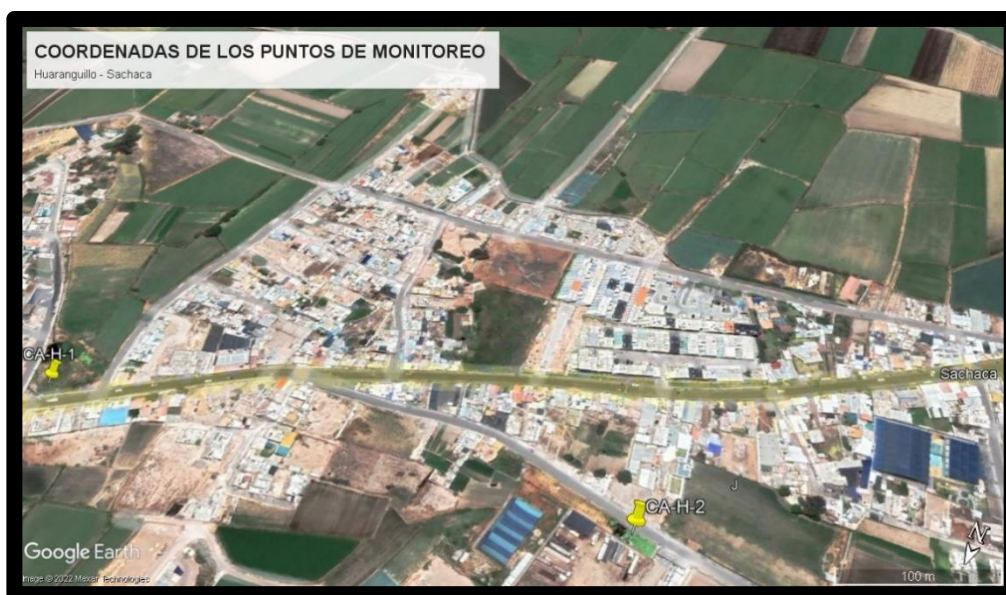 COORDENADAS DE LOS PUNTOS DE MONITOREO
Huaranguillo - Sachaca
CA-H-1
Sachaca
CA-H-2
J
N
Google Earth
Image © 2022 Maxar Technologies
100 m